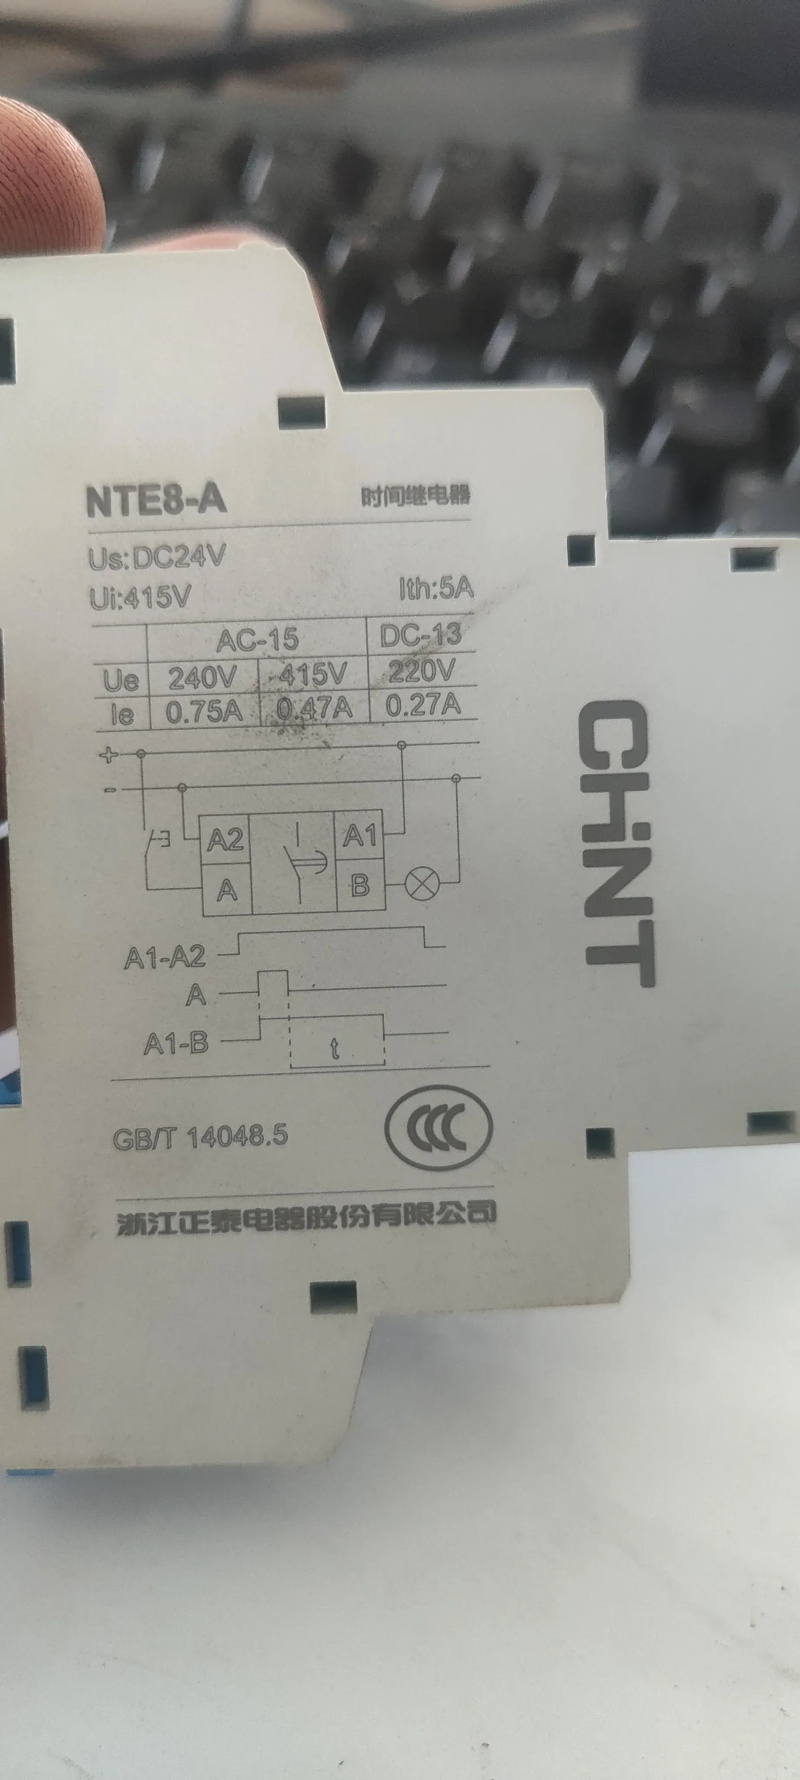 NTE8-A 时间继电器
Us:DC24V
Ui:415V Ith:5A
AC-15 DC-13
Ue 240V 415V 220V
Ie 0.75A 0.47A 0.27A
+
-
A2 A1
A B
A1-A2
A
A1-B
t
GB/T 14048.5
CCC
浙江正泰电器股份有限公司
CHNT